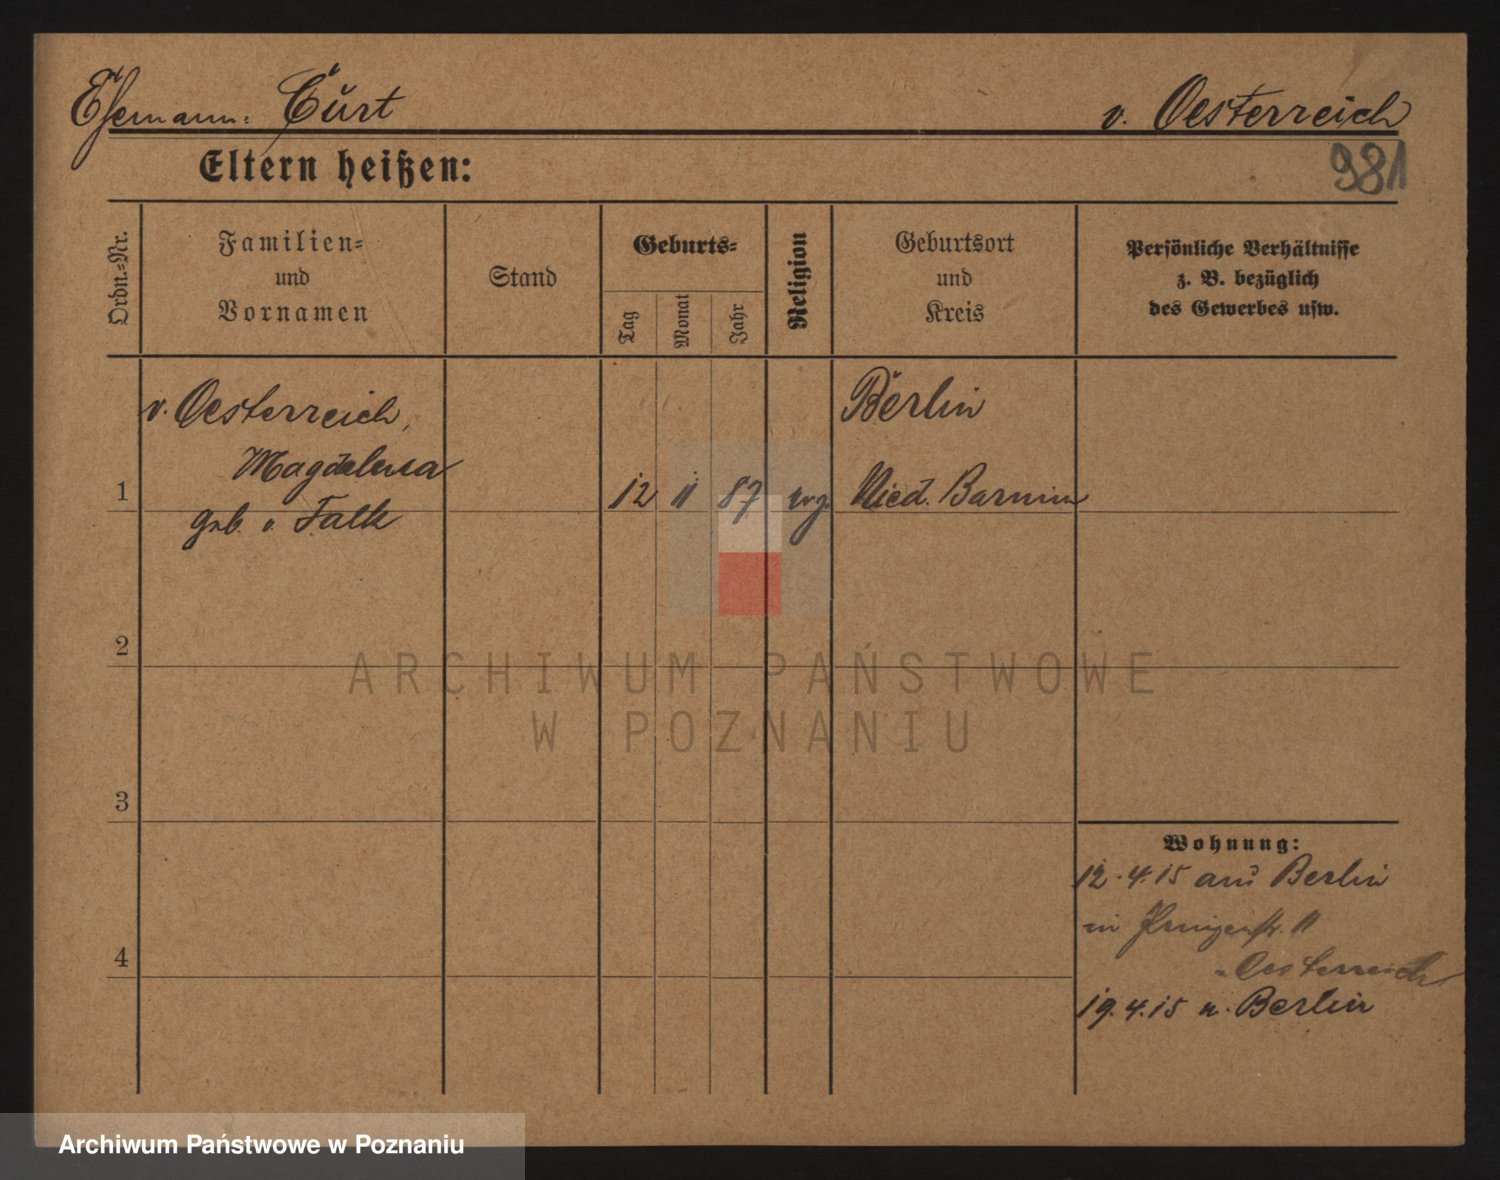 Ehemann: Curt v. Oesterreich
Eltern heißen:
981
Ordn.=Nr.
Familien=
und
Vornamen
Stand
Geburts=
Tag
Monat
Jahr
Religion
Geburtsort
und
Kreis
Persönliche Verhältnisse
z. B. bezüglich
des Gewerbes usw.
v. Oesterreich,
Magdalena
geb. v. Falk
1
12 11 87 evg.
Berlin
Nied. Barnim
2
3
4
Wohnung:
12.4.15 aus Berlin
in 11
Oesterreich
19.4.15 n. Berlin
ARCHIWUM PAŃSTWOWE
W POZNANIU
Archiwum Państwowe w Poznaniu